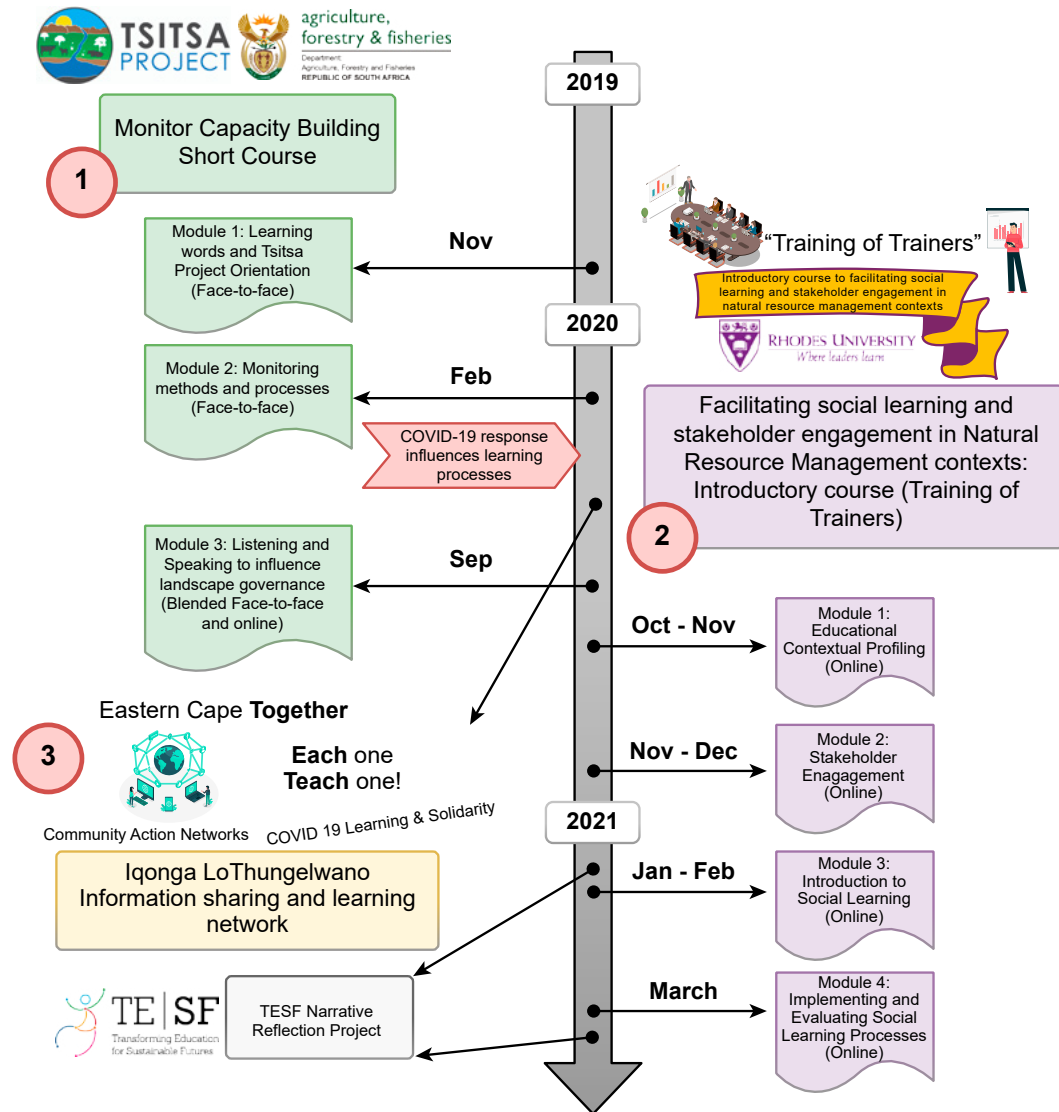 TSITSA
PROJECT
agriculture,
forestry & fisheries
Department:
Agriculture, Forestry and Fisheries
REPUBLIC OF SOUTH AFRICA
2019
Monitor Capacity Building
Short Course
1
Module 1: Learning
words and Tsitsa
Project Orientation
(Face-to-face)
Nov
“Training of Trainers”
Introductory course to facilitating social
learning and stakeholder engagement in
natural resource management contexts
RHODES UNIVERSITY
Where leaders learn
2020
Module 2: Monitoring
methods and processes
(Face-to-face)
Feb
COVID-19 response
influences learning
processes
Facilitating social learning and
stakeholder engagement in Natural
Resource Management contexts:
Introductory course (Training of
Trainers)
2
Module 3: Listening and
Speaking to influence
landscape governance
(Blended Face-to-face
and online)
Sep
Oct - Nov
Module 1:
Educational
Contextual Profiling
(Online)
Eastern Cape Together
3
Each one
Teach one!
Community Action Networks
COVID 19 Learning & Solidarity
Nov - Dec
Module 2:
Stakeholder
Enagagement
(Online)
2021
Iqonga LoThungelwano
Information sharing and learning
network
Jan - Feb
Module 3:
Introduction to
Social Learning
(Online)
TE|SF
Transforming Education
for Sustainable Futures
TESF Narrative
Reflection Project
March
Module 4:
Implementing and
Evaluating Social
Learning Processes
(Online)